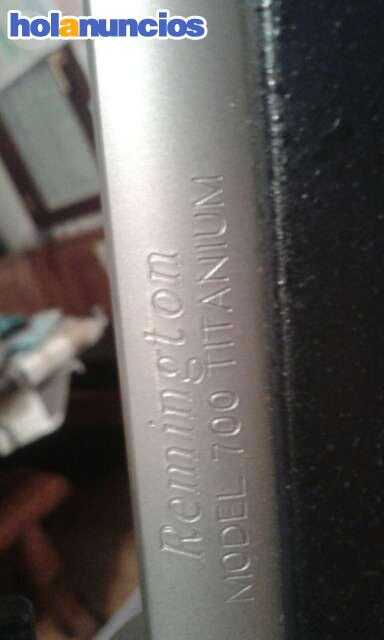 holanuncios
Remington
MODEL 700 TITANIUM